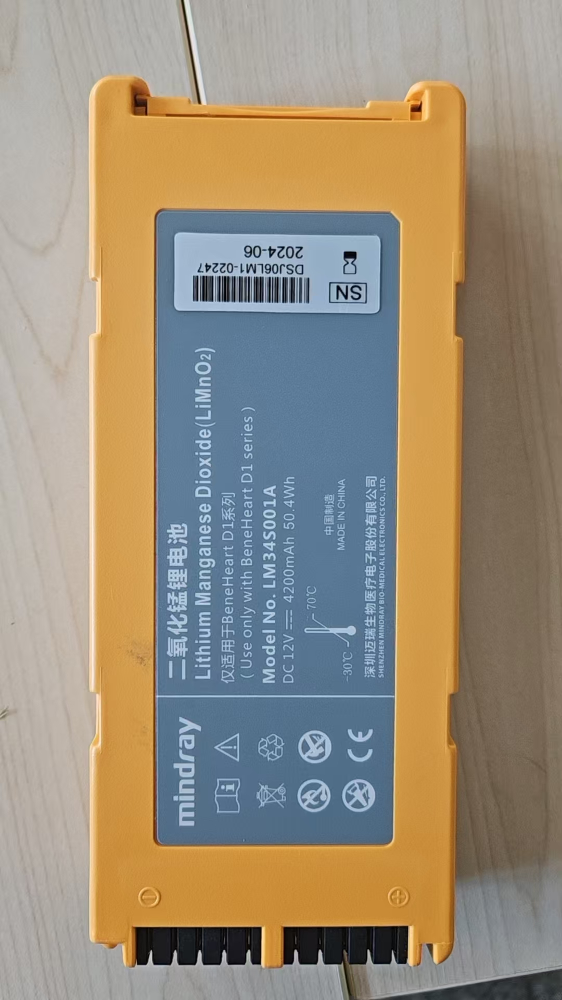 mindray
二氧化锰锂电池
Lithium Manganese Dioxide(LiMnO2)
仅适用于BeneHeart D1系列
( Use only with BeneHeart D1 series )
Model No. LM34S001A
DC 12V 4200mAh 50.4Wh
-30℃ 70℃
中国制造
MADE IN CHINA
深圳迈瑞生物医疗电子股份有限公司
SHENZHEN MINDRAY BIO-MEDICAL ELECTRONICS CO., LTD.
CE
SN
DSJ06LM1-02247
2024-06